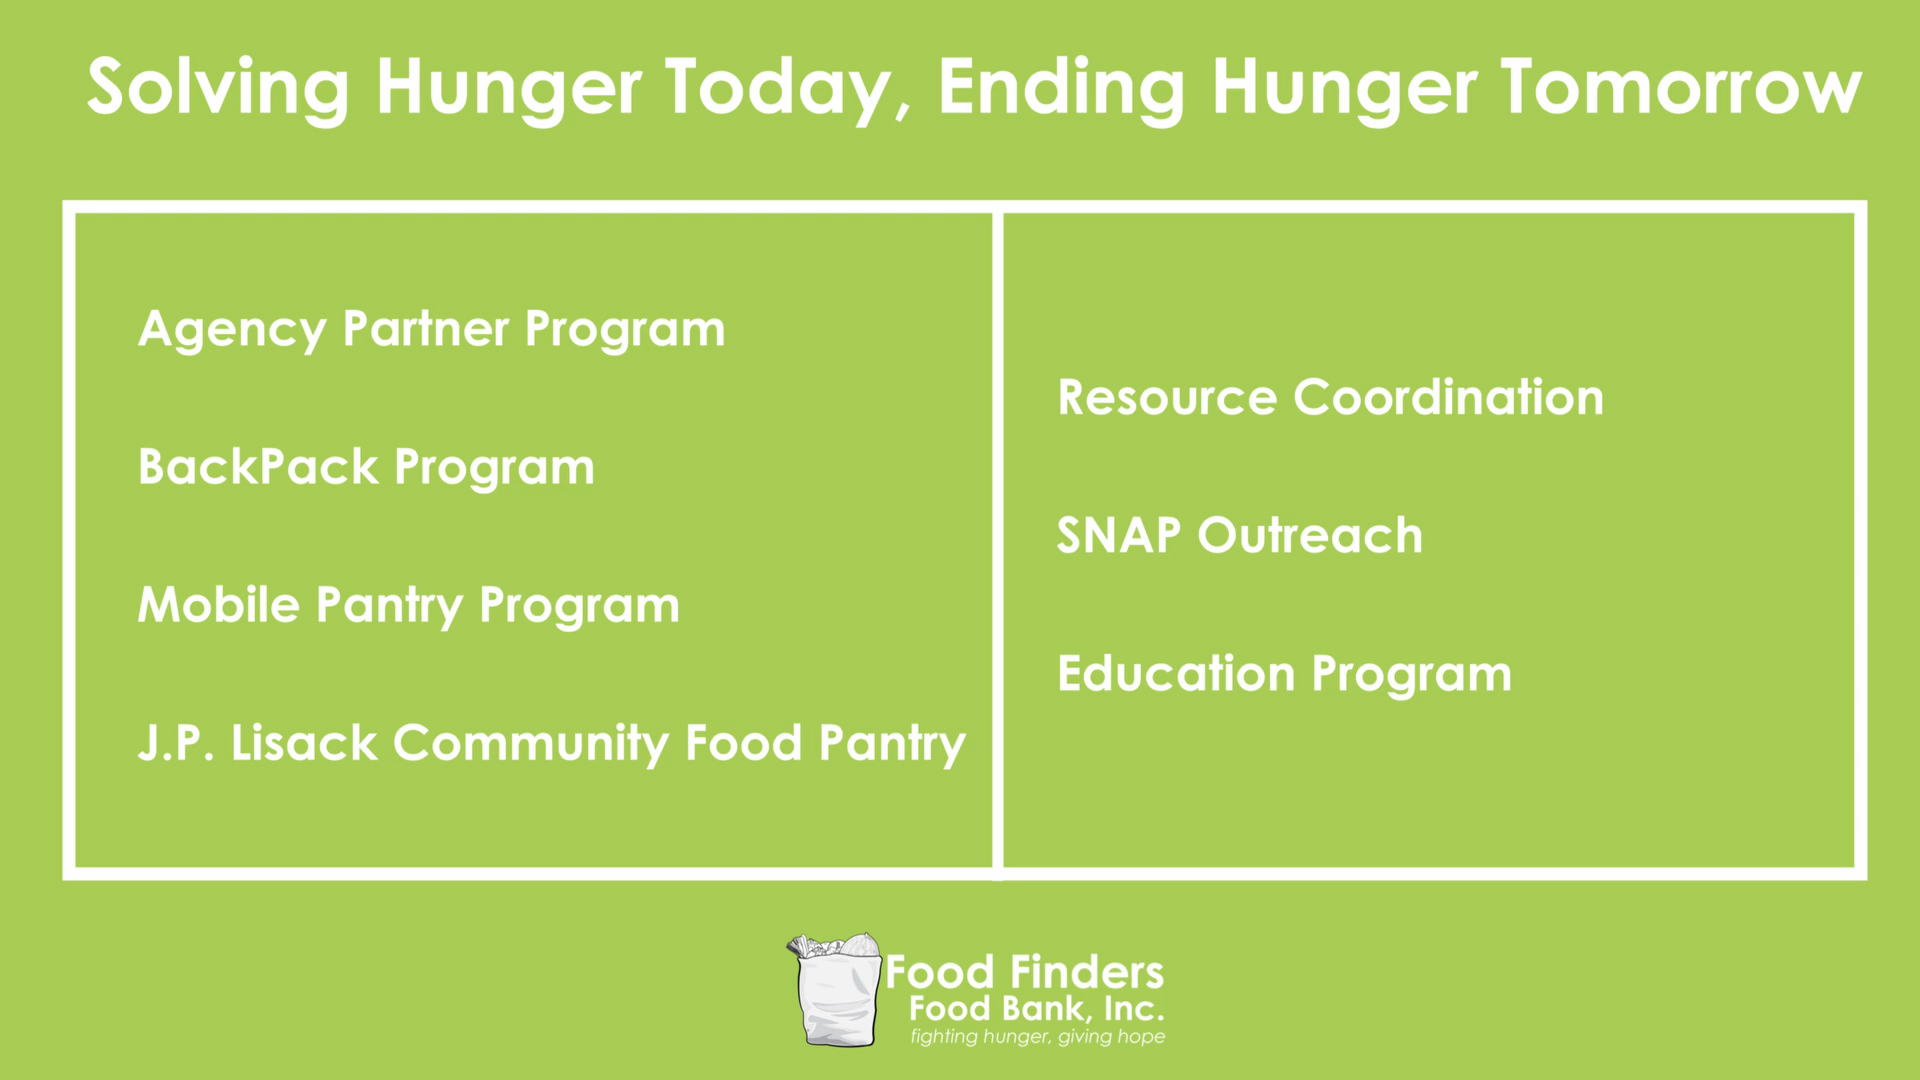 Solving Hunger Today, Ending Hunger Tomorrow
Agency Partner Program
BackPack Program
Mobile Pantry Program
J.P. Lisack Community Food Pantry
Resource Coordination
SNAP Outreach
Education Program
Food Finders
Food Bank, Inc.
fighting hunger, giving hope